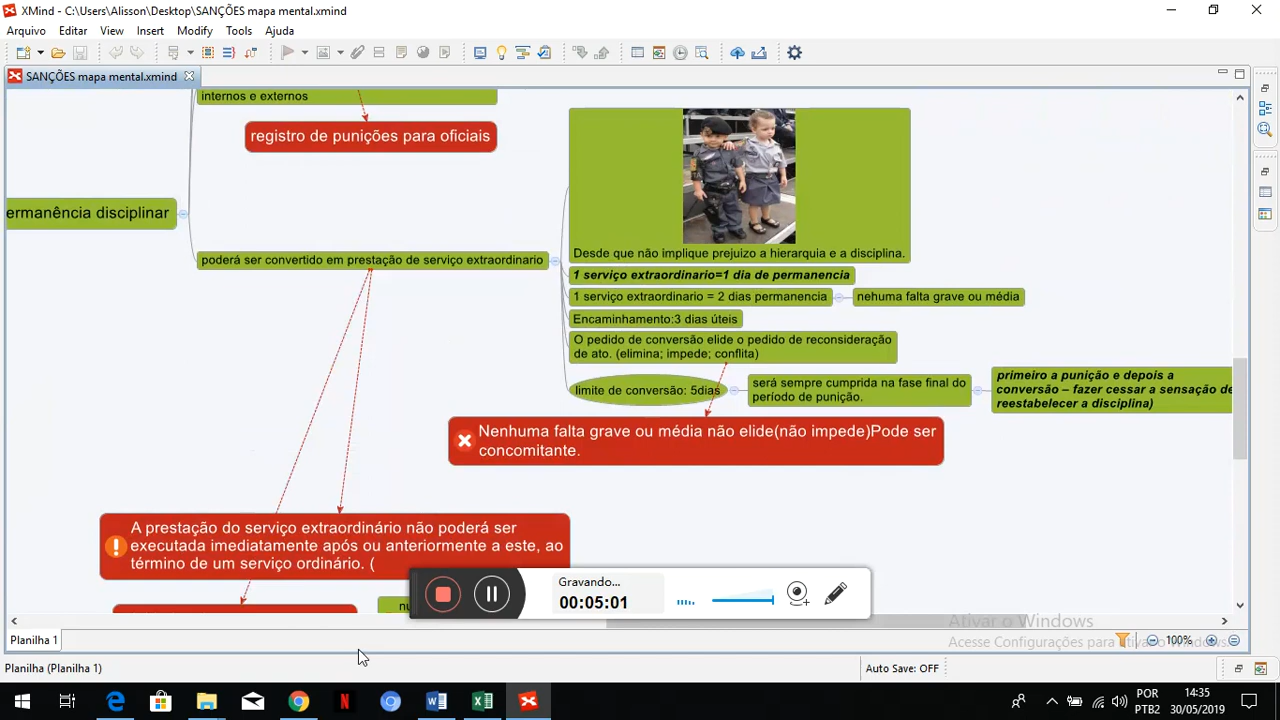 XMind - C:\Users\Alisson\Desktop\SANÇÕES mapa mental.xmind
Arquivo Editar View Insert Modify Tools Ajuda
SANÇÕES mapa mental.xmind
internos e externos
registro de punições para oficiais
ermanência disciplinar
poderá ser convertido em prestação de serviço extraordinario
Desde que não implique prejuizo a hierarquia e a disciplina.
1 serviço extraordinario=1 dia de permanencia
1 serviço extraordinario = 2 dias permanencia
nehuma falta grave ou média
Encaminhamento:3 dias úteis
O pedido de conversão elide o pedido de reconsideração
de ato. (elimina; impede; conflita)
limite de conversão: 5dias
será sempre cumprida na fase final do
período de punição.
primeiro a punição e depois a
conversão – fazer cessar a sensação de
reestabelecer a disciplina)
Nenhuma falta grave ou média não elide(não impede)Pode ser
concomitante.
A prestação do serviço extraordinário não poderá ser
executada imediatamente após ou anteriormente a este, ao
término de um serviço ordinário. (
nu
Gravando...
00:05:01
Ativar o Windows
Acesse Configurações para ativar o Windows.
Planilha 1
100%
Planilha (Planilha 1)
Auto Save: OFF
POR
PTB2
14:35
30/05/2019